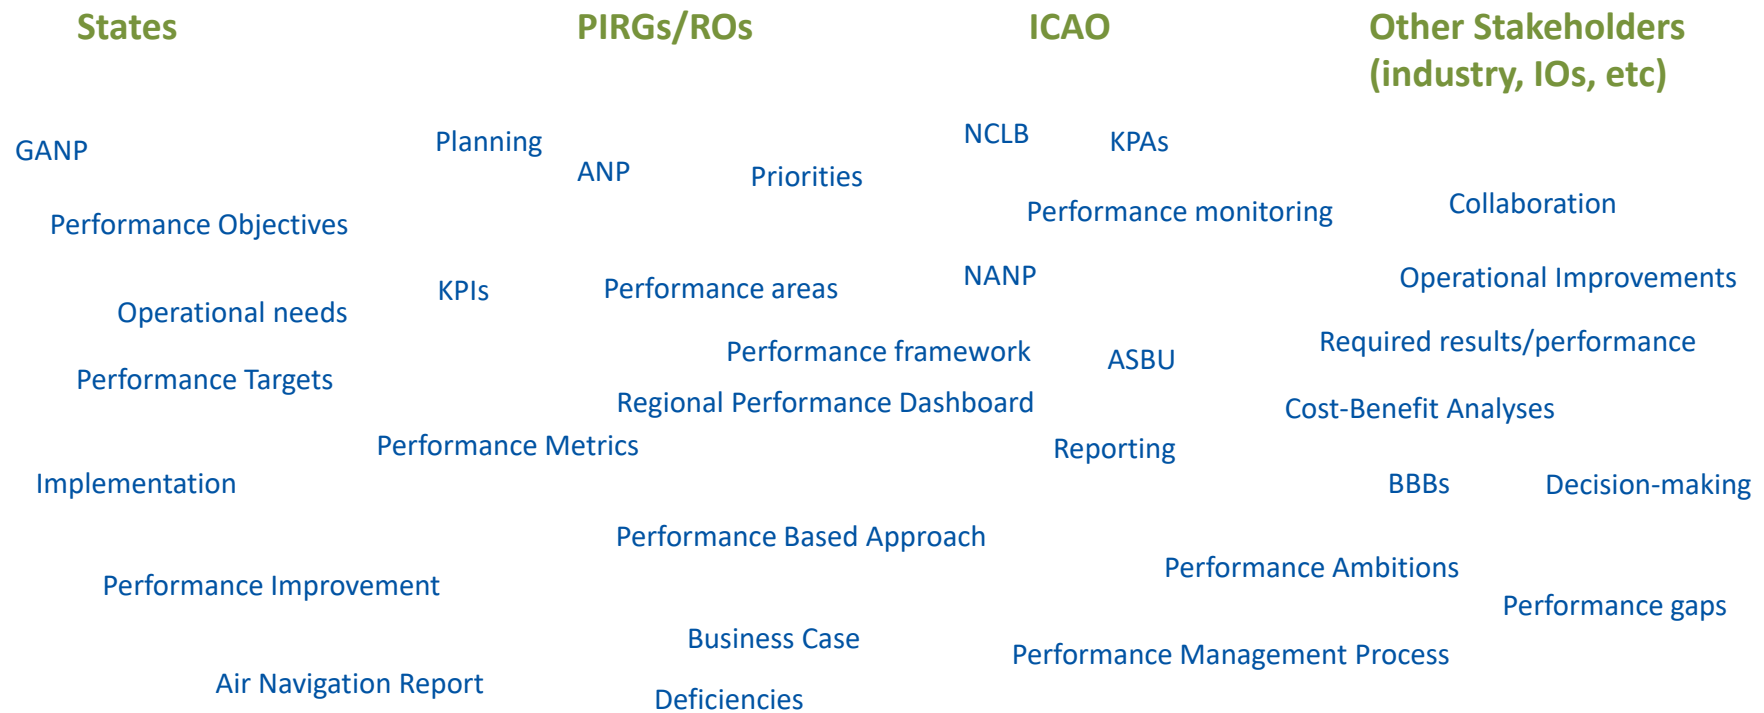 States
PIRGs/ROs
ICAO
Other Stakeholders
(industry, IOs, etc)
GANP
Planning
ANP
Priorities
NCLB
KPAs
Performance Objectives
Performance monitoring
Collaboration
Operational needs
KPIs
Performance areas
NANP
Operational Improvements
Performance framework
ASBU
Required results/performance
Performance Targets
Regional Performance Dashboard
Cost-Benefit Analyses
Performance Metrics
Reporting
Implementation
BBBs
Decision-making
Performance Based Approach
Performance Ambitions
Performance Improvement
Performance gaps
Business Case
Performance Management Process
Air Navigation Report
Deficiencies